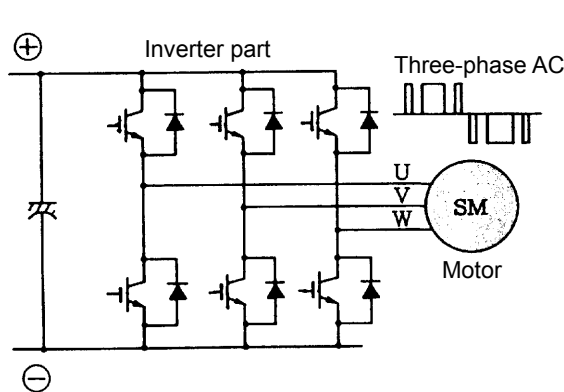 ⊕
Inverter part
Three-phase AC
U
V
W
SM
Motor
⊖